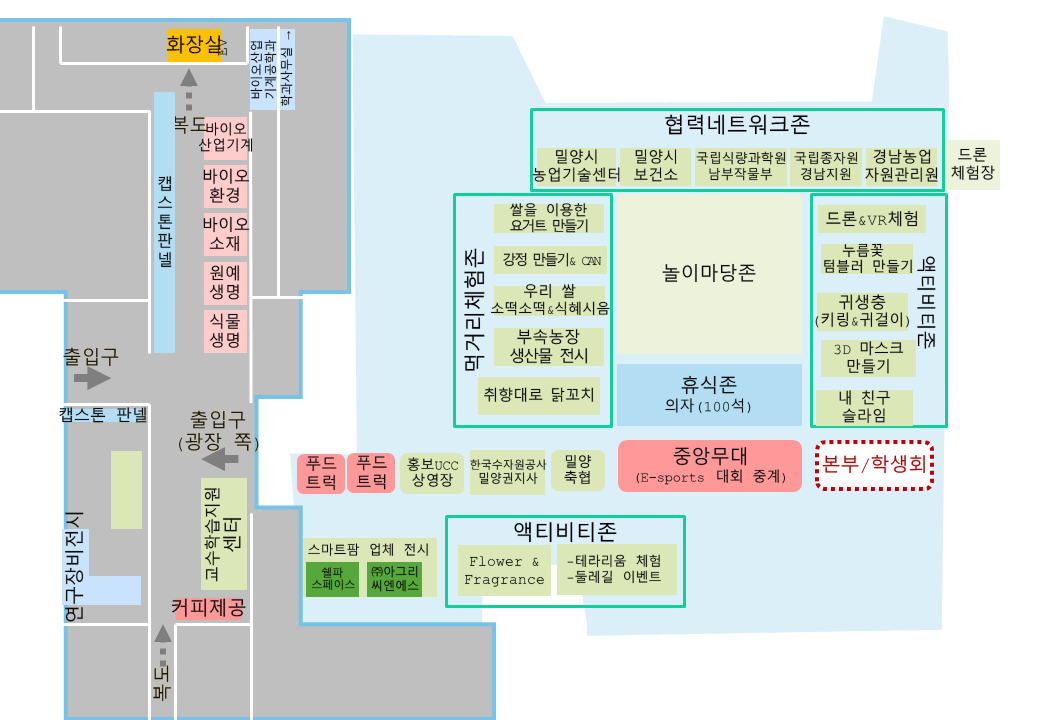 화장실
EV
바이오산업
기계공학과
학과사무실 →
복도
바이오
산업기계
바이오
환경
바이오
소재
원예
생명
식물
생명
캡스톤판넬
출입구
캡스톤 판넬
출입구
(광장 쪽)
교수학습지원
센터
연구장비전시
커피제공
복도
협력네트워크존
밀양시
농업기술센터
밀양시
보건소
국립식량과학원
남부작물부
국립종자원
경남지원
경남농업
자원관리원
드론
체험장
먹거리체험존
쌀을 이용한
요거트 만들기
강정 만들기& CAN
우리 쌀
소떡소떡&식혜시음
부속농장
생산물 전시
취향대로 닭꼬치
놀이마당존
휴식존
의자(100석)
액티비티존
드론&VR체험
누름꽃
텀블러 만들기
귀생충
(키링&귀걸이)
3D 마스크
만들기
내 친구
슬라임
푸드
트럭
푸드
트럭
홍보UCC
상영장
한국수자원공사
밀양권지사
밀양
축협
중앙무대
(E-sports 대회 중계)
본부/학생회
스마트팜 업체 전시
쉘파
스페이스
㈜아그리
씨엔에스
액티비티존
Flower &
Fragrance
-테라리움 체험
-둘레길 이벤트